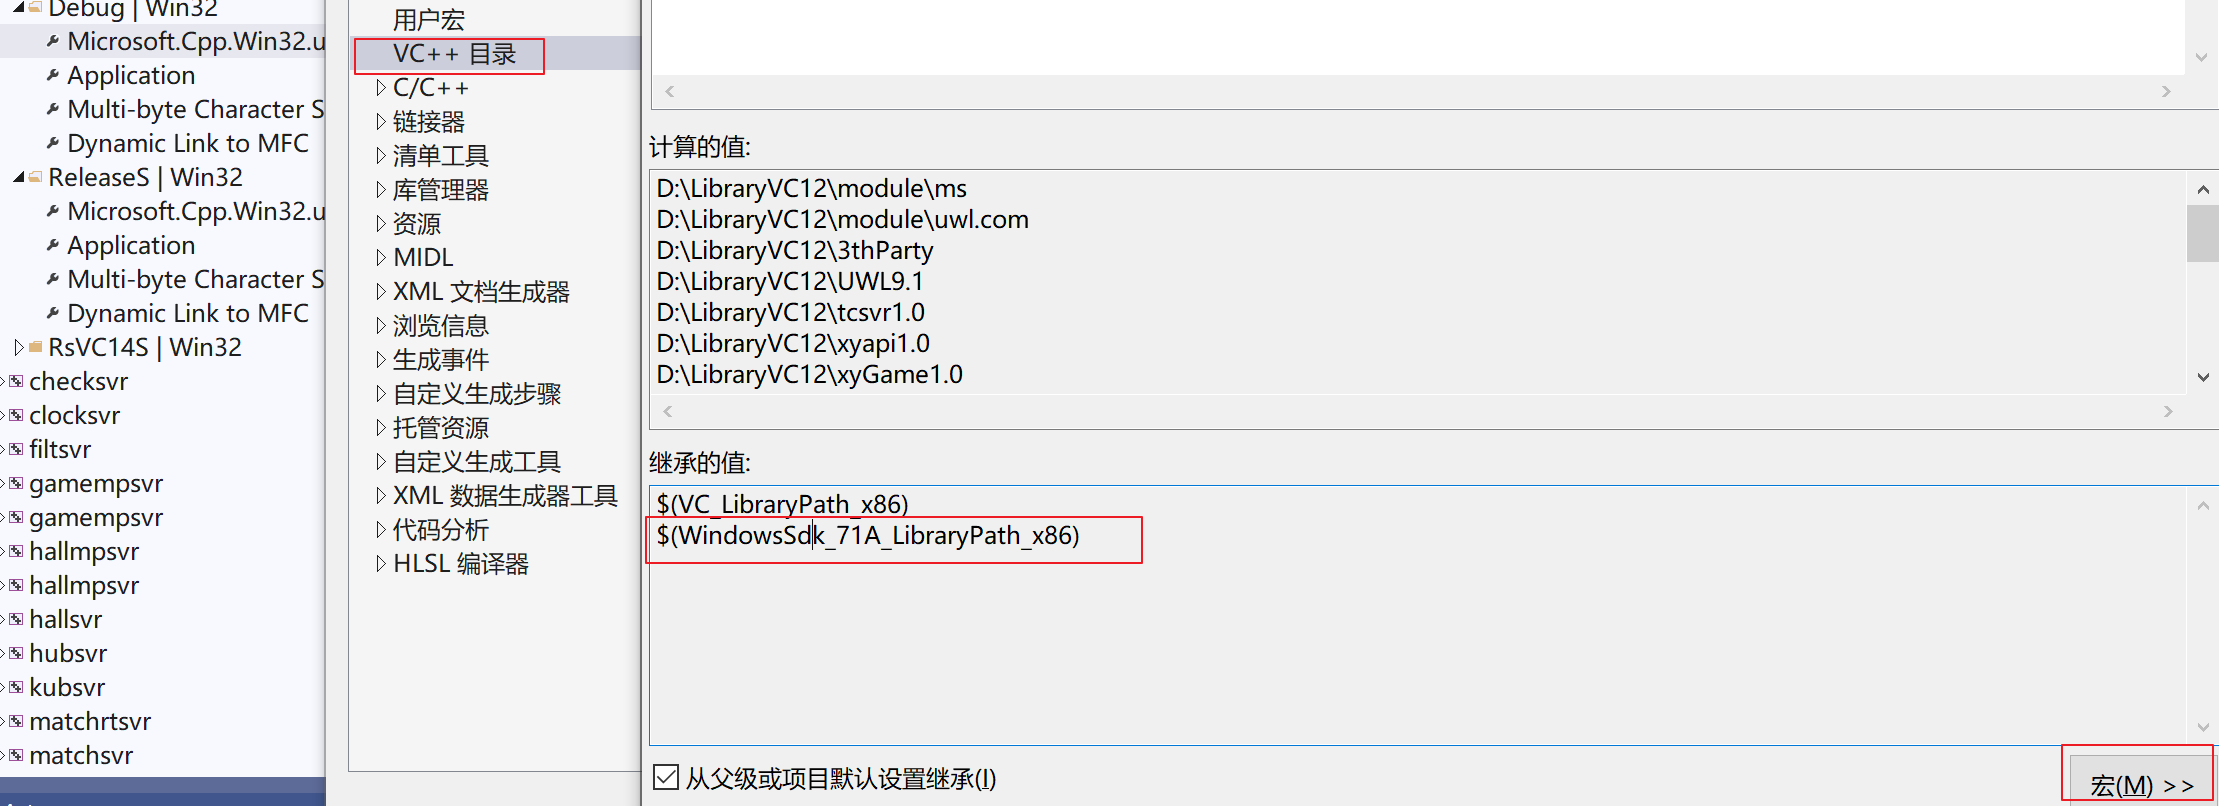 Debug | Win32
Microsoft.Cpp.Win32.u
Application
Multi-byte Character S
Dynamic Link to MFC
ReleaseS | Win32
Microsoft.Cpp.Win32.u
Application
Multi-byte Character S
Dynamic Link to MFC
RsVC14S | Win32
checksvr
clocksvr
filtsvr
gamempsvr
gamempsvr
hallmpsvr
hallmpsvr
hallsvr
hubsvr
kubsvr
matchrtsvr
matchsvr
用户宏
VC++ 目录
C/C++
链接器
清单工具
库管理器
资源
MIDL
XML 文档生成器
浏览信息
生成事件
自定义生成步骤
托管资源
自定义生成工具
XML 数据生成器工具
代码分析
HLSL 编译器
计算的值:
D:\LibraryVC12\module\ms
D:\LibraryVC12\module\uwl.com
D:\LibraryVC12\3thParty
D:\LibraryVC12\UWL9.1
D:\LibraryVC12\tcsvr1.0
D:\LibraryVC12\xyapi1.0
D:\LibraryVC12\xyGame1.0
继承的值:
$(VC_LibraryPath_x86)
$(WindowsSdk_71A_LibraryPath_x86)
从父级或项目默认设置继承(I)
宏(M) >>